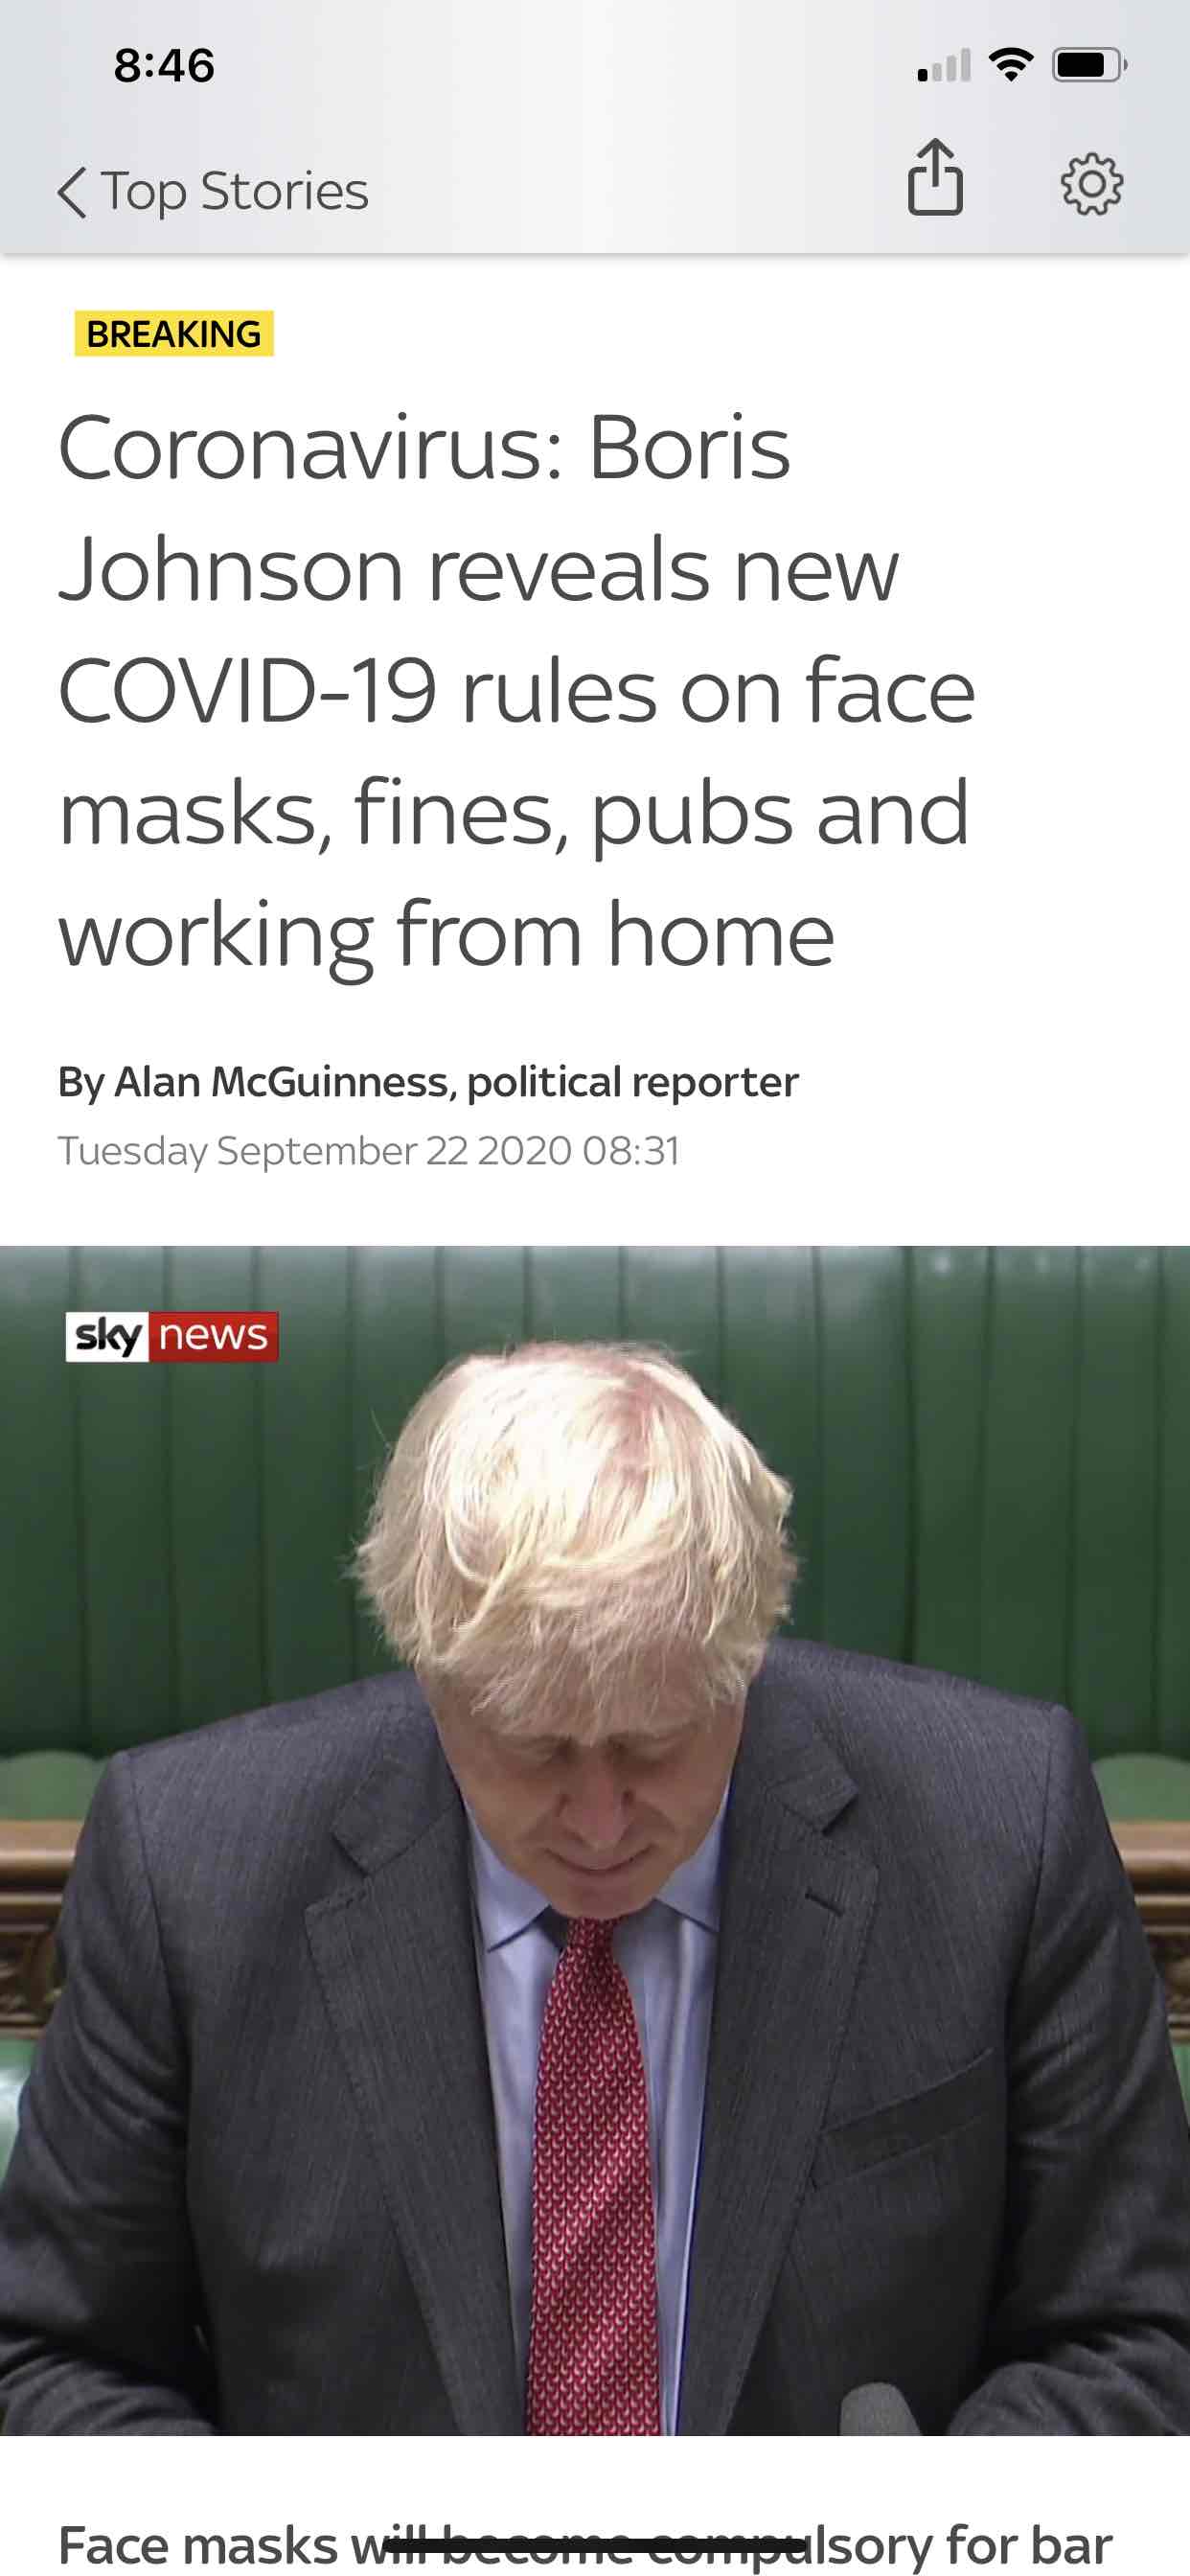 8:46
Top Stories
BREAKING
Coronavirus: Boris
Johnson reveals new
COVID-19 rules on face
masks, fines, pubs and
working from home
By Alan McGuinness, political reporter
Tuesday September 22 2020 08:31
sky news
Face masks will become compulsory for bar